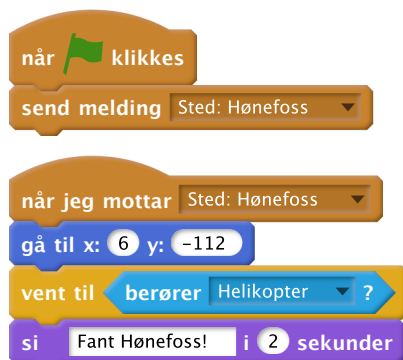 når klikkes
send melding Sted: Hønefoss
når jeg mottar Sted: Hønefoss
gå til x: 6 y: -112
vent til berører Helikopter ?
si Fant Hønefoss! i 2 sekunder